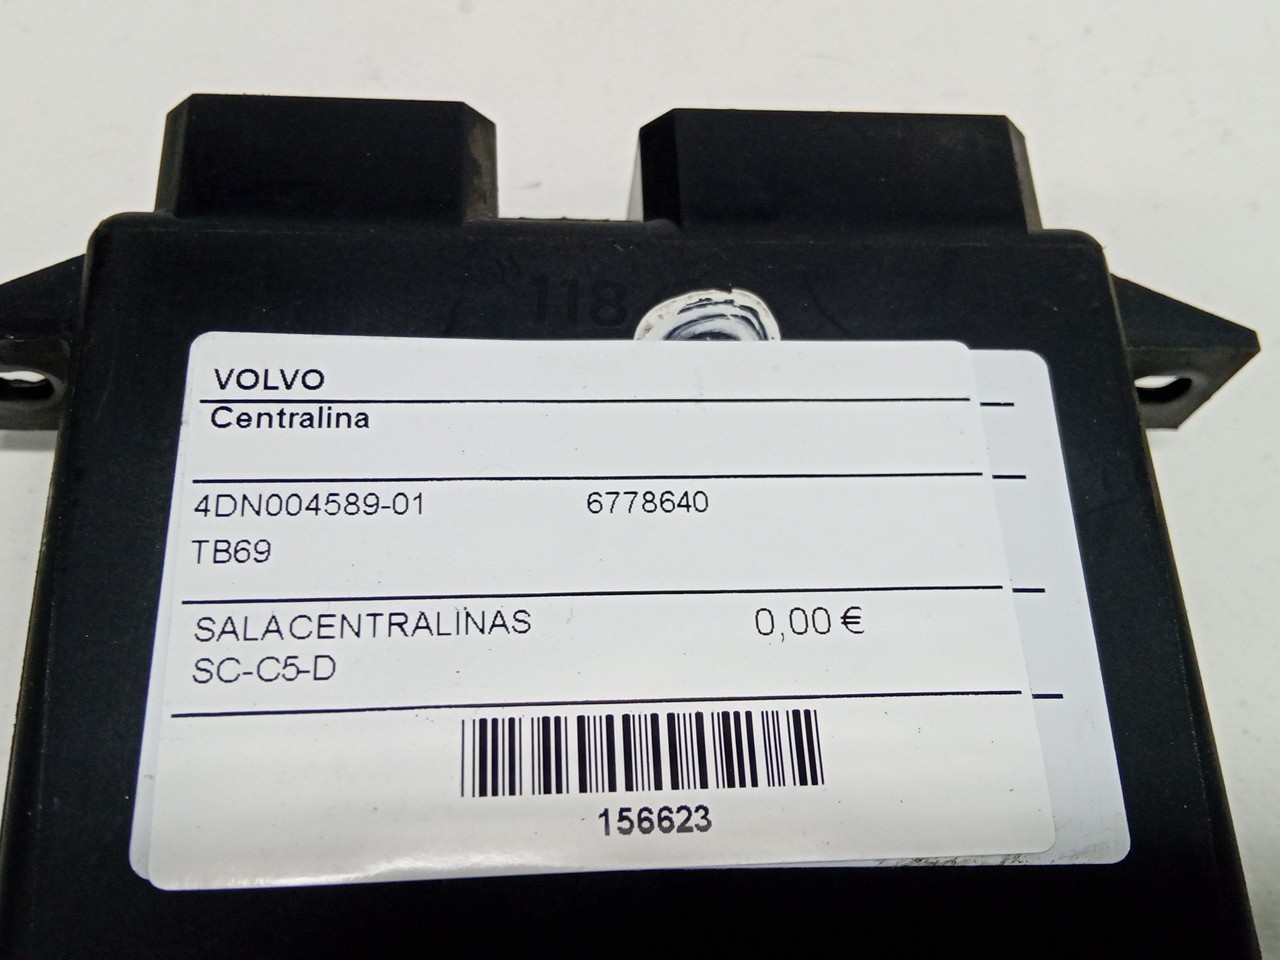 118
VOLVO
Centralina
4DN004589-01 6778640
TB69
SALACENTRALINAS 0,00 €
SC-C5-D
156623